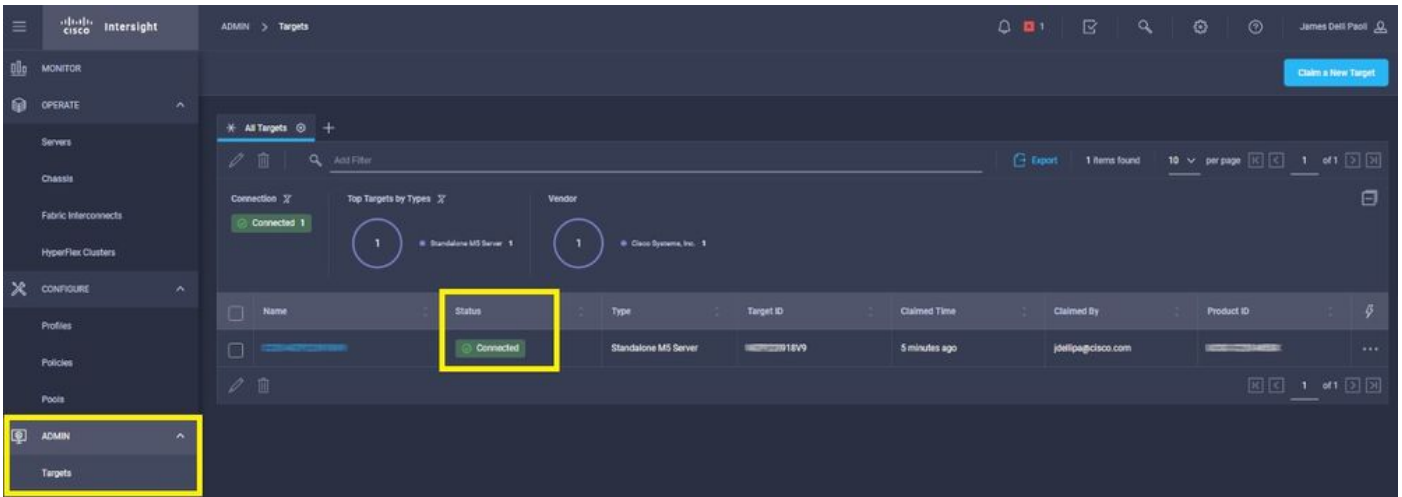 cisco Intersight
ADMIN > Targets
1
James Delli Paoli
MONITOR
Claim a New Target
OPERATE
All Targets
Servers
Add Filter
Export 1 items found 10 per page 1 of 1
Chassis
Connection Top Targets by Types Vendor
Fabric Interconnects
Connected 1
1 Standalone M5 Server 1
1 Cisco Systems, Inc. 1
HyperFlex Clusters
CONFIGURE
Name Status Type Target ID Claimed Time Claimed By Product ID
Profiles
Connected Standalone M5 Server 918V9 5 minutes ago jdellipa@cisco.com
Policies
1 of 1
Pools
ADMIN
Targets